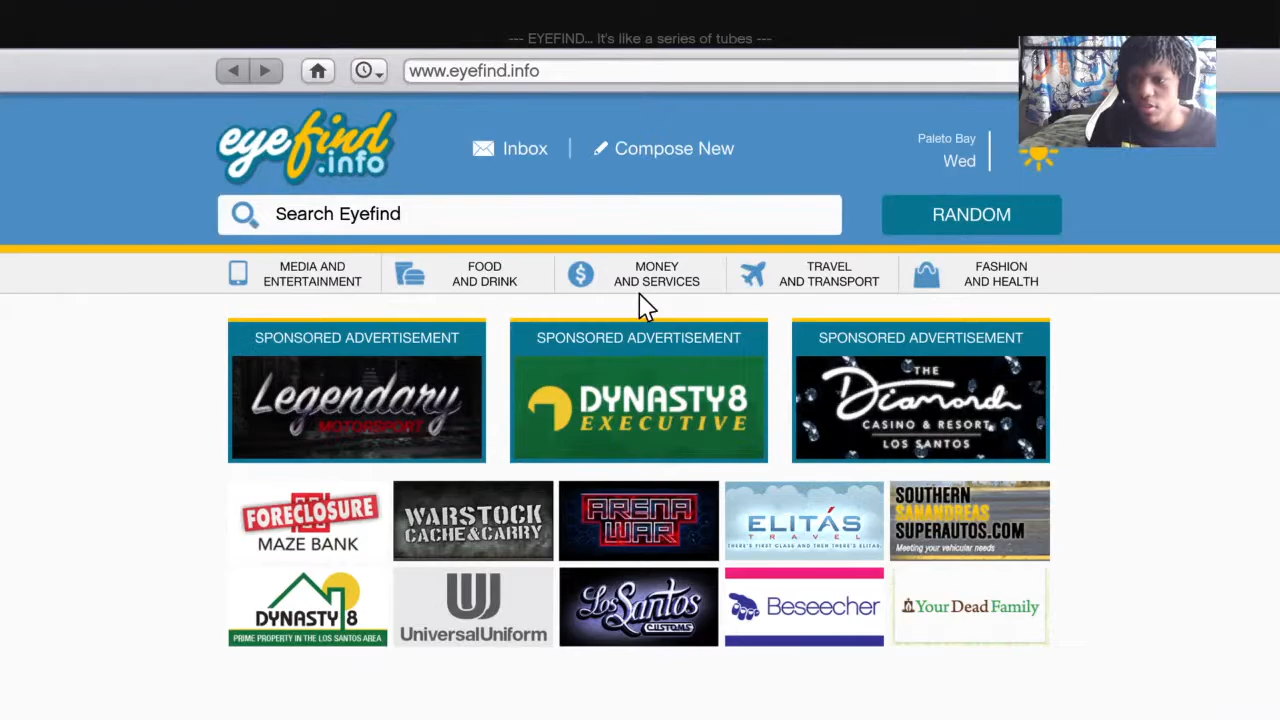 --- EYEFIND... It's like a series of tubes ---
www.eyefind.info
eyefind
.info
Inbox
Compose New
Paleto Bay
Wed
Search Eyefind
RANDOM
MEDIA AND
ENTERTAINMENT
FOOD
AND DRINK
MONEY
AND SERVICES
TRAVEL
AND TRANSPORT
FASHION
AND HEALTH
SPONSORED ADVERTISEMENT
Legendary
MOTORSPORT
SPONSORED ADVERTISEMENT
DYNASTY8
EXECUTIVE
SPONSORED ADVERTISEMENT
THE
Diamond
CASINO & RESORT
LOS SANTOS
FORECLOSURE
MAZE BANK
WARSTOCK
CACHE&CARRY
ARENA
WAR
ELITÁS
TRAVEL
THERE'S FIRST CLASS AND THEN THERE'S ELITAS
SOUTHERN
SANANDREAS
SUPERAUTOS.COM
Meeting your vehicular needs
DYNASTY 8
PRIME PROPERTY IN THE LOS SANTOS AREA
UniversalUniform
Los Santos
CUSTOMS
Beseecher
YourDeadFamily